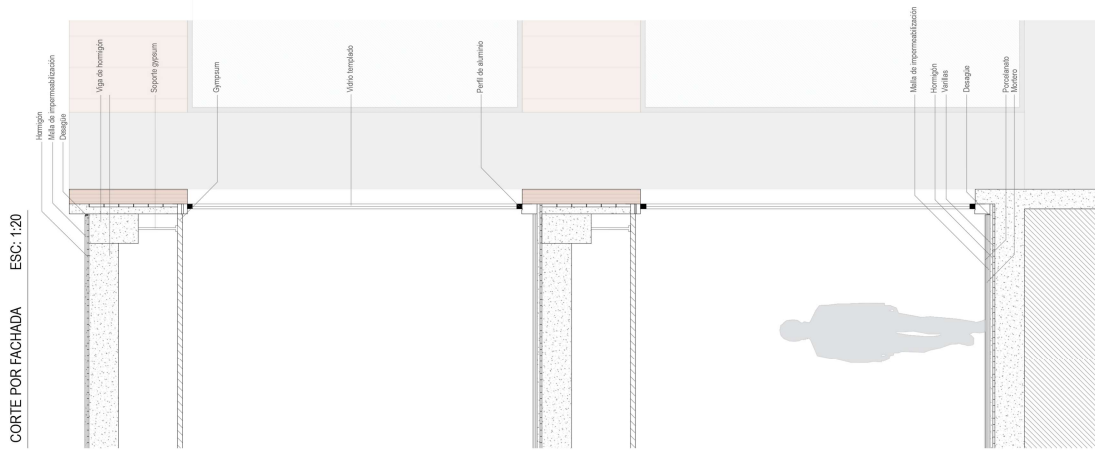 CORTE POR FACHADA ESC: 1:20
Hormigón
Malla de impermeabilización
Desagüe
Viga de hormigón
Soporte gypsum
Gympsum
Vidrio templado
Perfil de aluminio
Malla de impermeabilización
Hormigón
Varillas
Desagüe
Porcelanato
Mortero